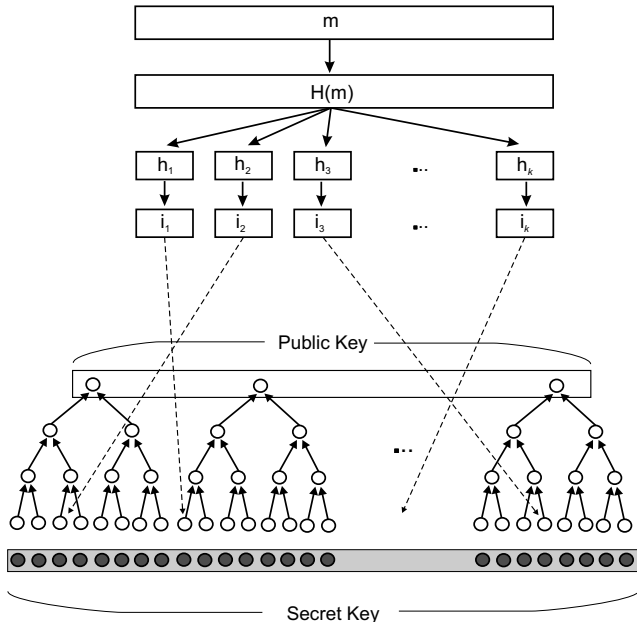 m
H(m)
h₁ h₂ h₃ ... hₖ
i₁ i₂ i₃ ... iₖ
Public Key
...
Secret Key